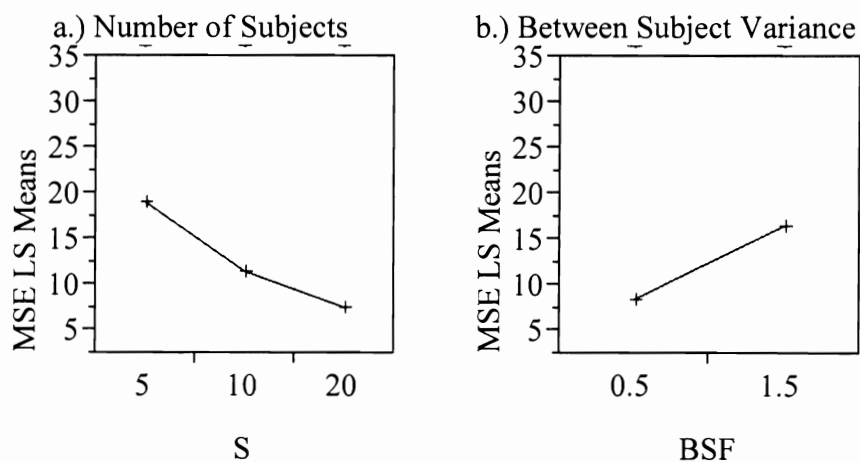 a.) Number of Subjects
35
30
25
20
15
10
5
MSE LS Means
5 10 20
S
b.) Between Subject Variance
35
30
25
20
15
10
5
MSE LS Means
0.5 1.5
BSF